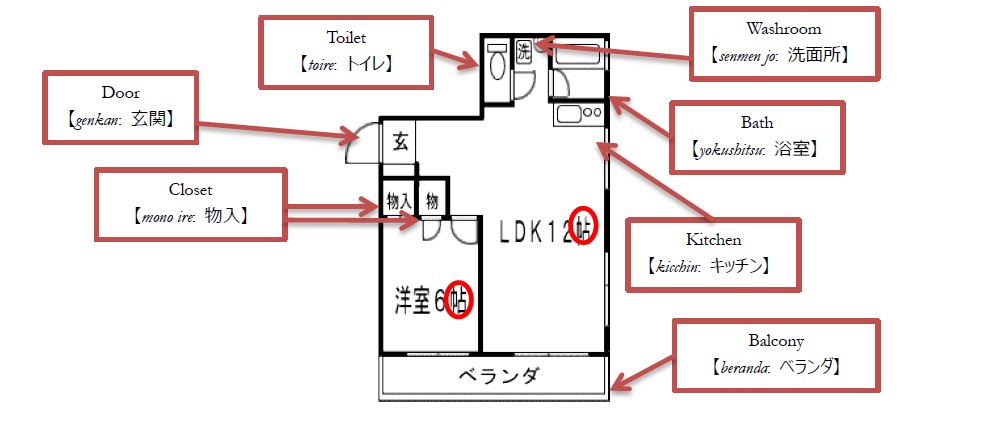 Toilet
【toire: トイレ】
Washroom
【senmen jo: 洗面所】
Door
【genkan: 玄関】
Bath
【yokushitsu: 浴室】
Closet
【mono ire: 物入】
Kitchen
【kicchin: キッチン】
Balcony
【beranda: ベランダ】
洗
玄
物入
物
LDK12帖
洋室6帖
ベランダ